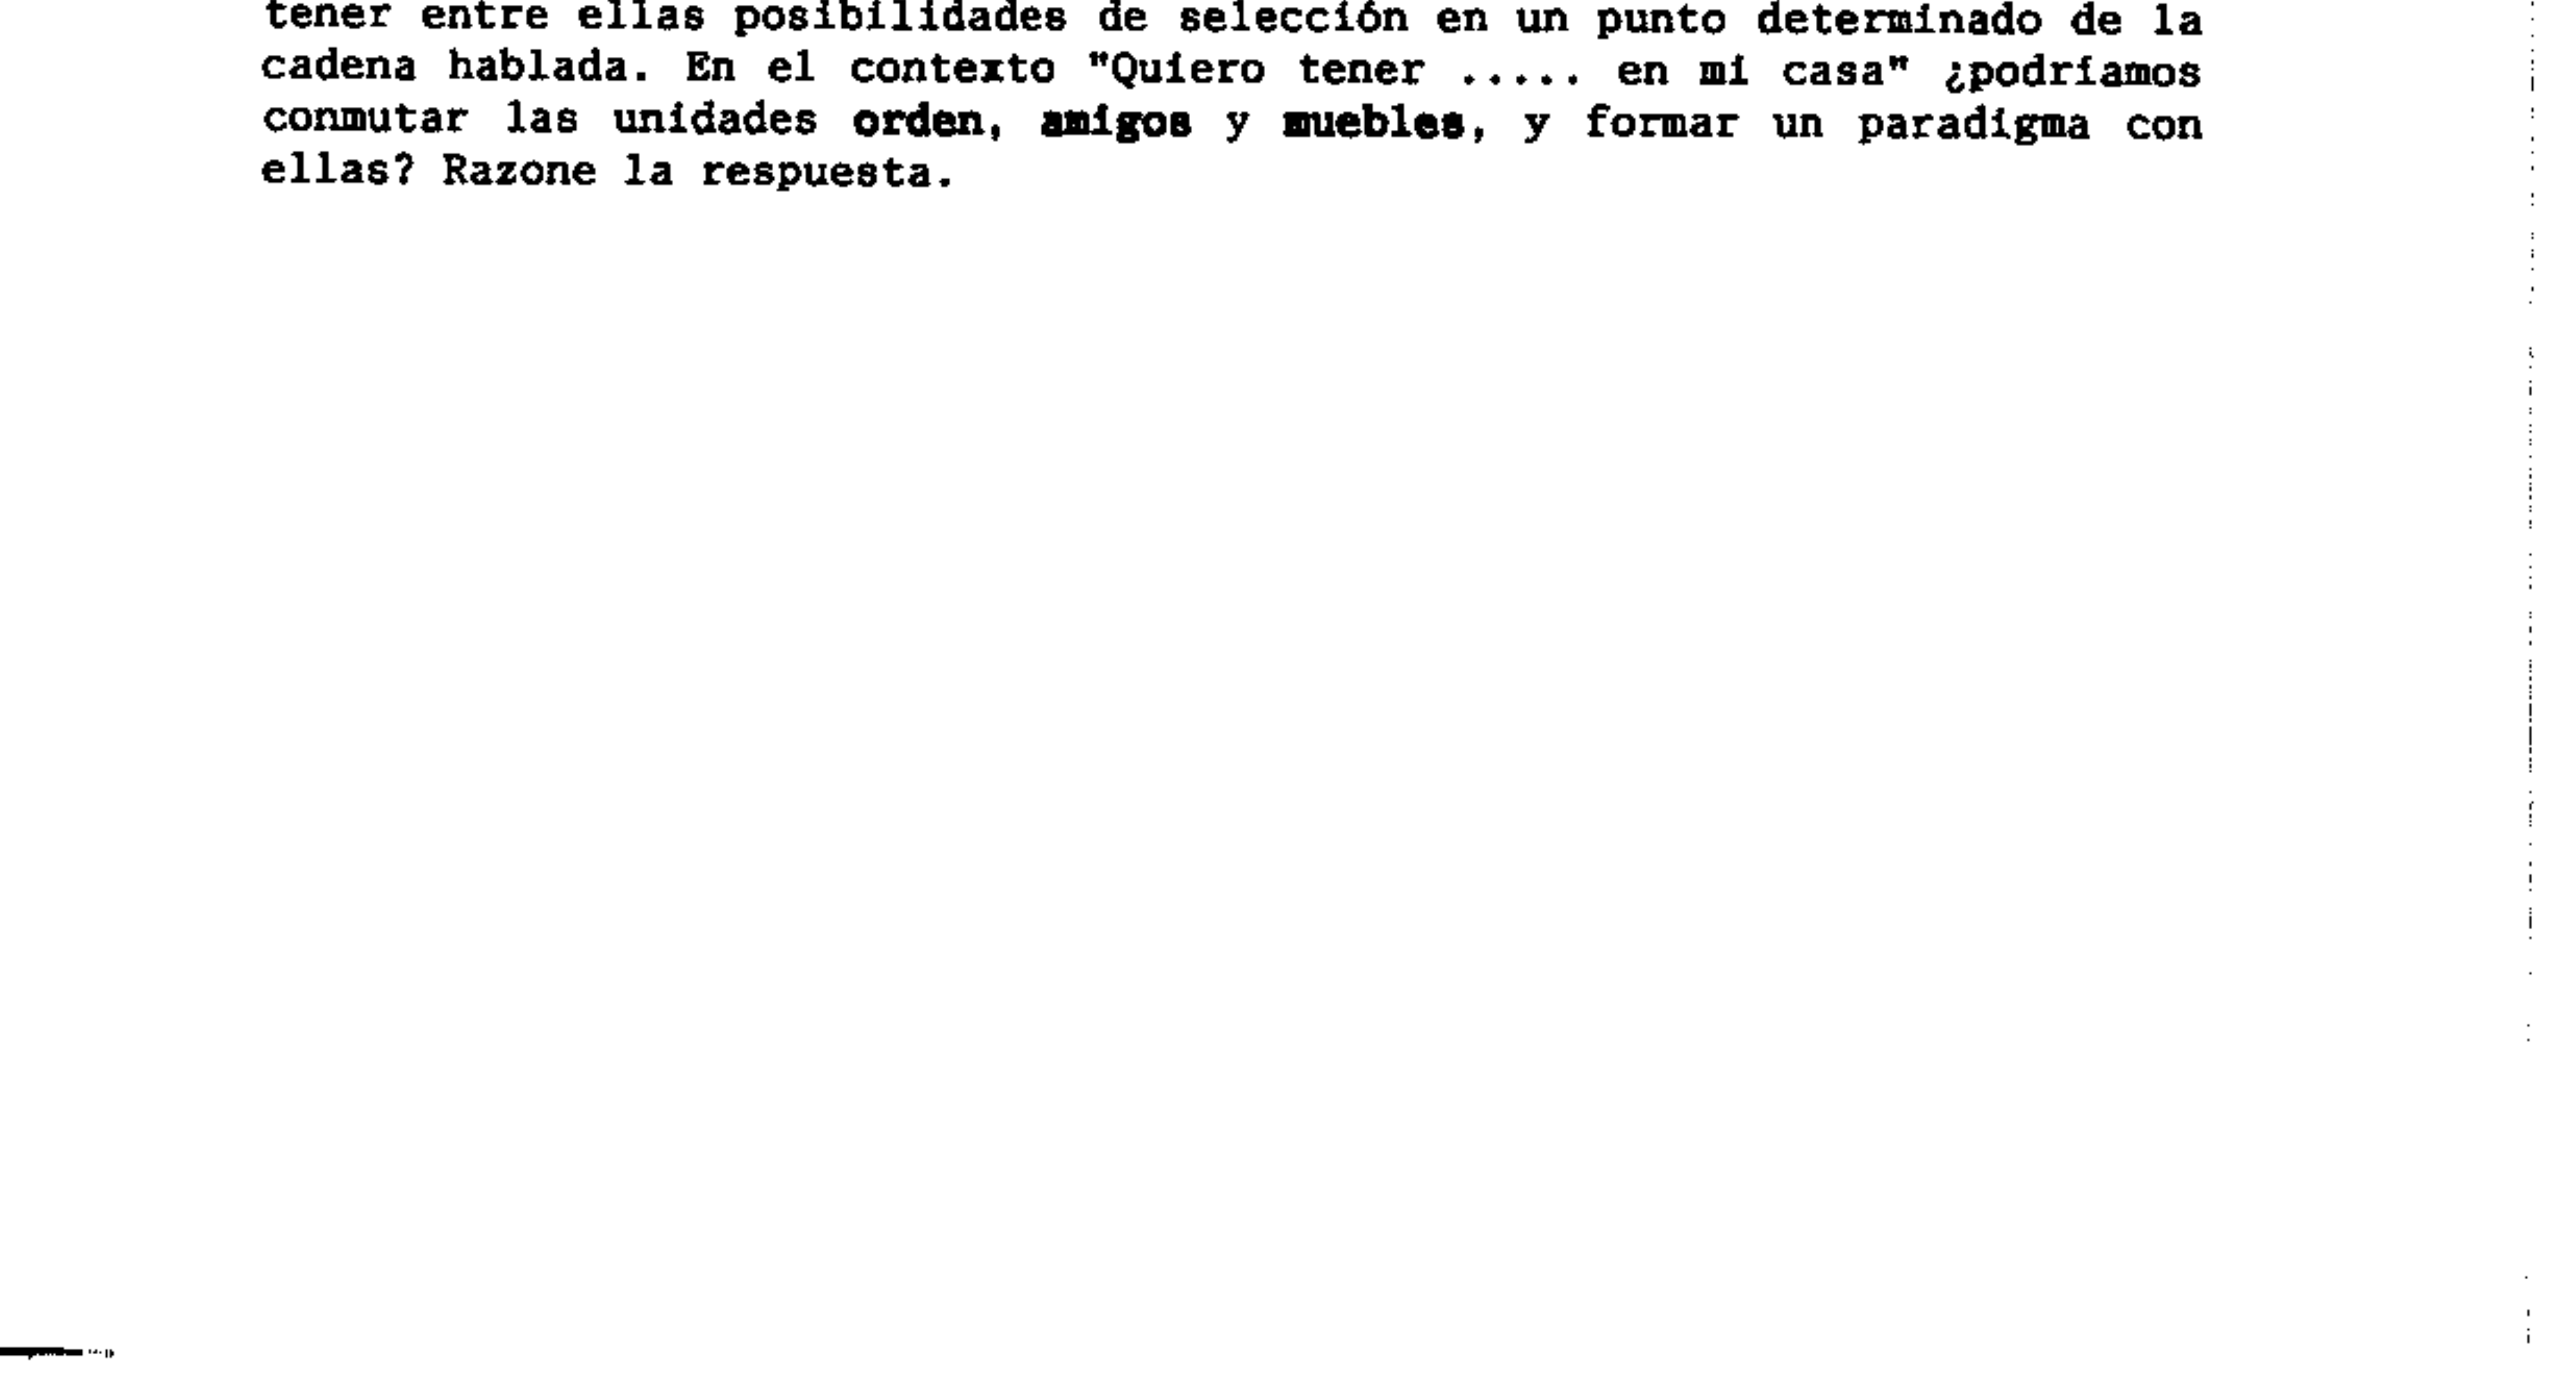 tener entre ellas posibilidades de selección en un punto determinado de la
cadena hablada. En el contexto "Quiero tener ..... en mi casa" ¿podríamos
conmutar las unidades orden, amigos y muebles, y formar un paradigma con
ellas? Razone la respuesta.